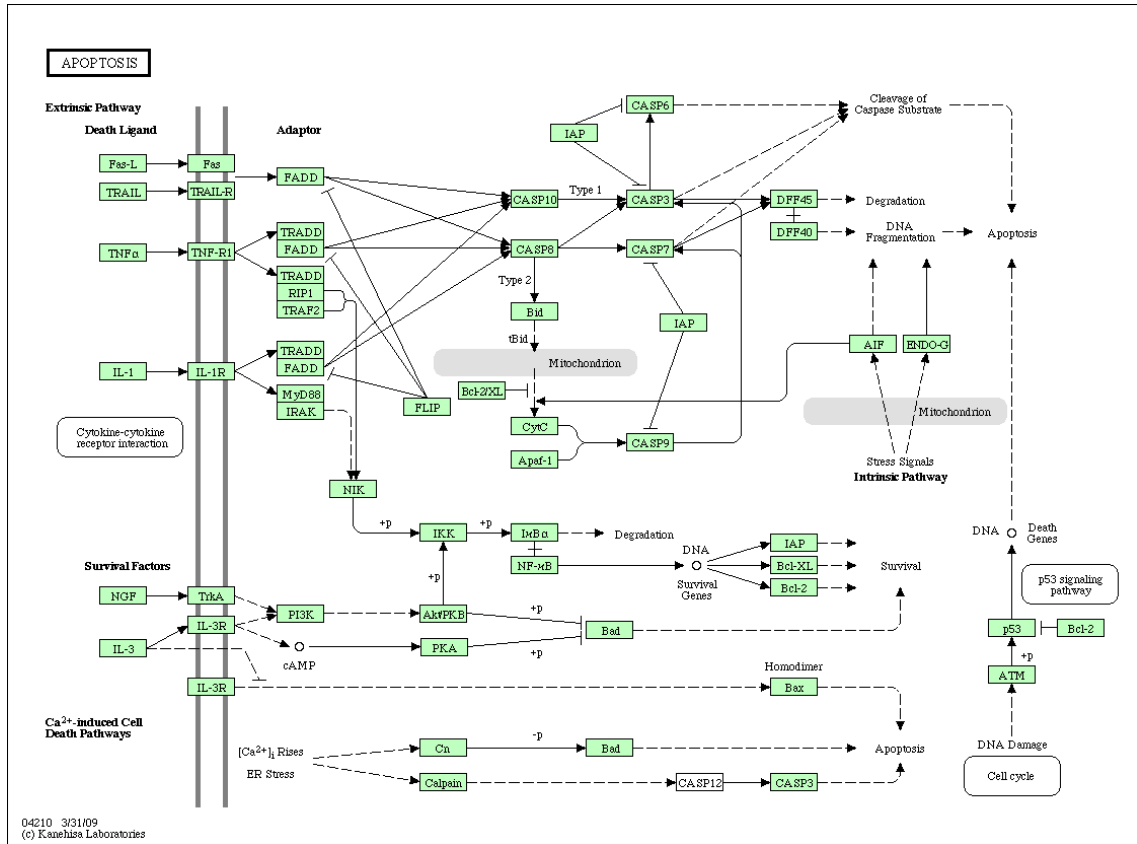 APOPTOSIS
Extrinsic Pathway
Death Ligand
Adaptor
Fas-L
Fas
FADD
TRAIL
TRAIL-R
TNFα
TNF-R1
TRADD
FADD
TRADD
RIP1
TRAF2
IL-1
IL-1R
TRADD
FADD
MyD88
IRAK
FLIP
Cytokine-cytokine
receptor interaction
NIK
CASP10
Type 1
CASP8
Type 2
Bid
tBid
Mitochondrion
Bcl-2/XL
CytC
Apaf-1
IAP
CASP6
CASP3
CASP7
IAP
CASP9
Cleavage of
Caspase Substrate
DFF45
Degradation
DFF40
DNA
Fragmentation
Apoptosis
AIF
ENDO-G
Mitochondrion
Stress Signals
Intrinsic Pathway
+p
IKK
+p
IκBα
Degradation
NF-κB
DNA
Survival
Genes
IAP
Bcl-XL
Bcl-2
Survival
DNA
Death
Genes
p53 signaling
pathway
p53
Bcl-2
+p
ATM
DNA Damage
Cell cycle
Survival Factors
NGF
TrkA
PI3K
+p
Akt/PKB
+p
IL-3R
IL-3
cAMP
PKA
+p
Bad
IL-3R
Homodimer
Bax
Ca2+-induced Cell
Death Pathways
[Ca2+]i Rises
ER Stress
Cn
-p
Bad
Apoptosis
Calpain
CASP12
CASP3
04210 3/31/09
(c) Kanehisa Laboratories